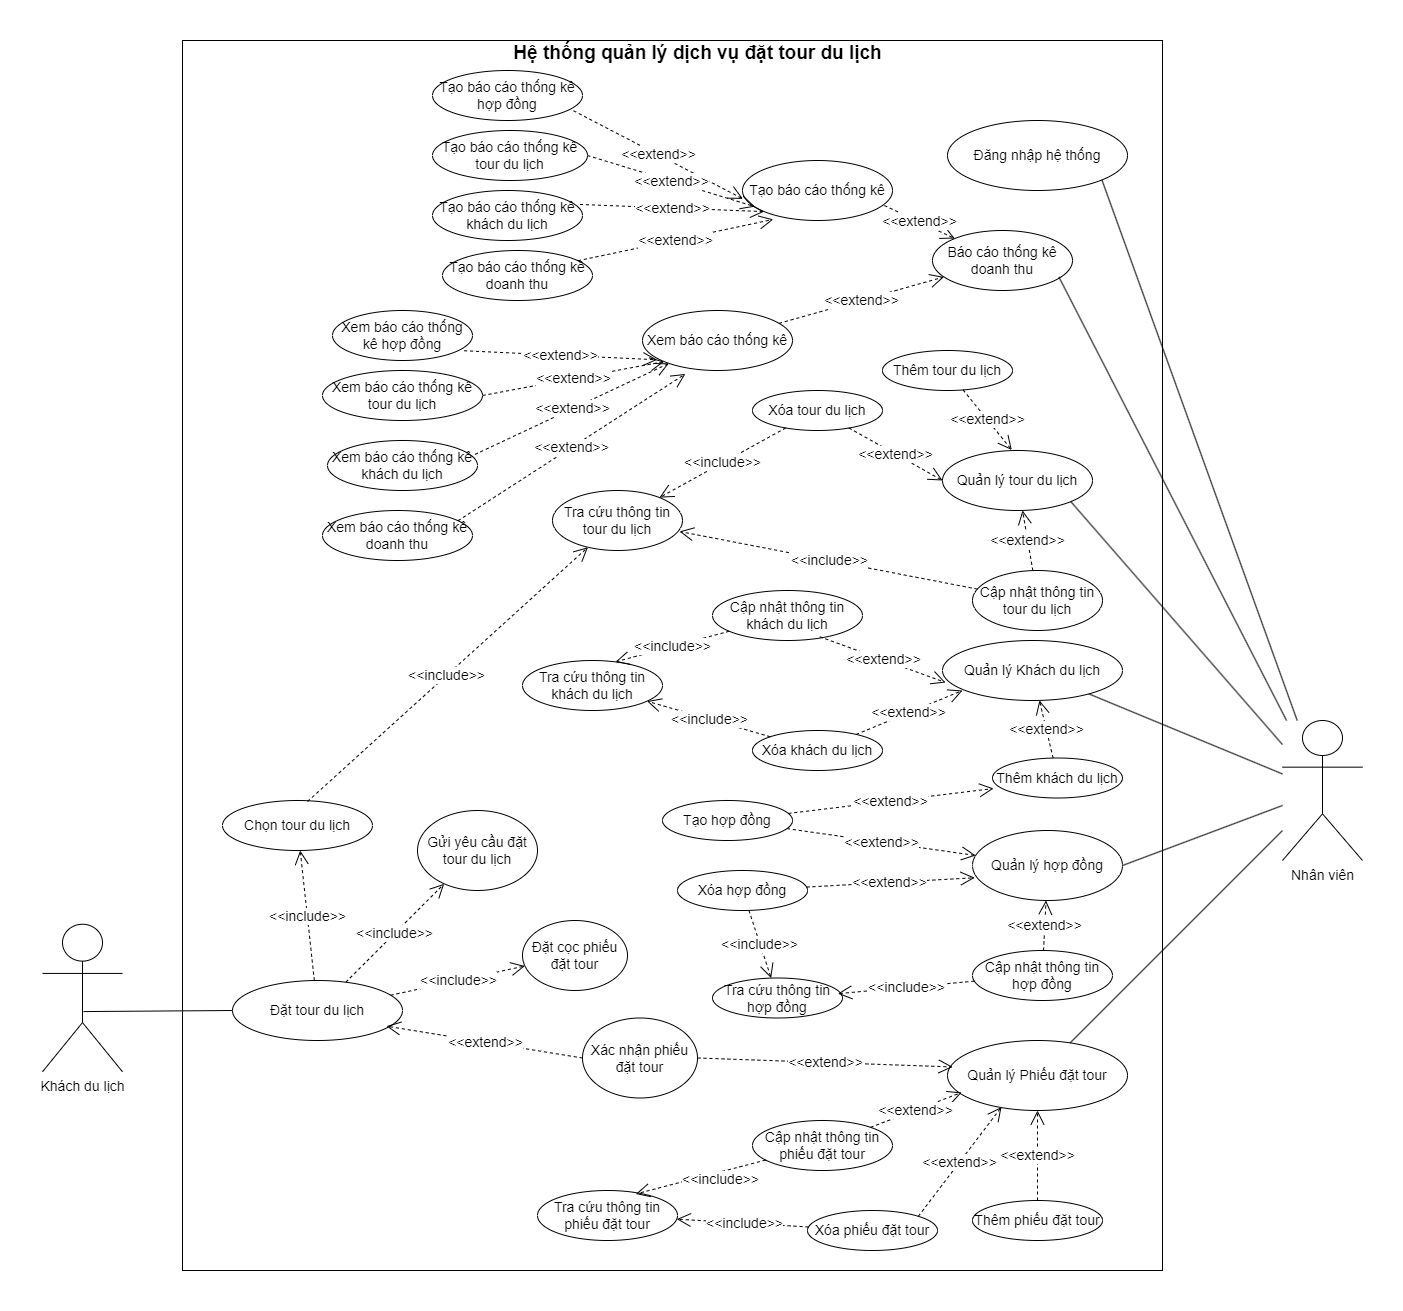 Hệ thống quản lý dịch vụ đặt tour du lịch
Tạo báo cáo thống kê
hợp đồng
Tạo báo cáo thống kê
tour du lịch
Tạo báo cáo thống kê
khách du lịch
Tạo báo cáo thống kê
doanh thu
<<extend>>
<<extend>>
<<extend>>
<<extend>>
Tạo báo cáo thống kê
<<extend>>
Đăng nhập hệ thống
Báo cáo thống kê
doanh thu
<<extend>>
Xem báo cáo thống
kê hợp đồng
Xem báo cáo thống kê
tour du lịch
Xem báo cáo thống kê
khách du lịch
Xem báo cáo thống kê
doanh thu
<<extend>>
<<extend>>
<<extend>>
<<extend>>
Xem báo cáo thống kê
Thêm tour du lịch
<<extend>>
Xóa tour du lịch
<<extend>>
<<include>>
Quản lý tour du lịch
Tra cứu thông tin
tour du lịch
<<extend>>
<<include>>
Cập nhật thông tin
tour du lịch
Cập nhật thông tin
khách du lịch
<<include>>
<<extend>>
Quản lý Khách du lịch
Tra cứu thông tin
khách du lịch
<<include>>
<<include>>
<<extend>>
<<extend>>
Xóa khách du lịch
Thêm khách du lịch
<<extend>>
Tạo hợp đồng
<<extend>>
Chọn tour du lịch
Gửi yêu cầu đặt
tour du lịch
Quản lý hợp đồng
Nhân viên
Xóa hợp đồng
<<extend>>
<<include>>
<<include>>
<<include>>
<<extend>>
Đặt cọc phiếu
đặt tour
Cập nhật thông tin
hợp đồng
<<include>>
<<include>>
Tra cứu thông tin
hợp đồng
Đặt tour du lịch
<<extend>>
Xác nhận phiếu
đặt tour
<<extend>>
Quản lý Phiếu đặt tour
Khách du lịch
<<extend>>
Cập nhật thông tin
phiếu đặt tour
<<extend>>
<<extend>>
<<include>>
Tra cứu thông tin
phiếu đặt tour
<<include>>
Xóa phiếu đặt tour
Thêm phiếu đặt tour